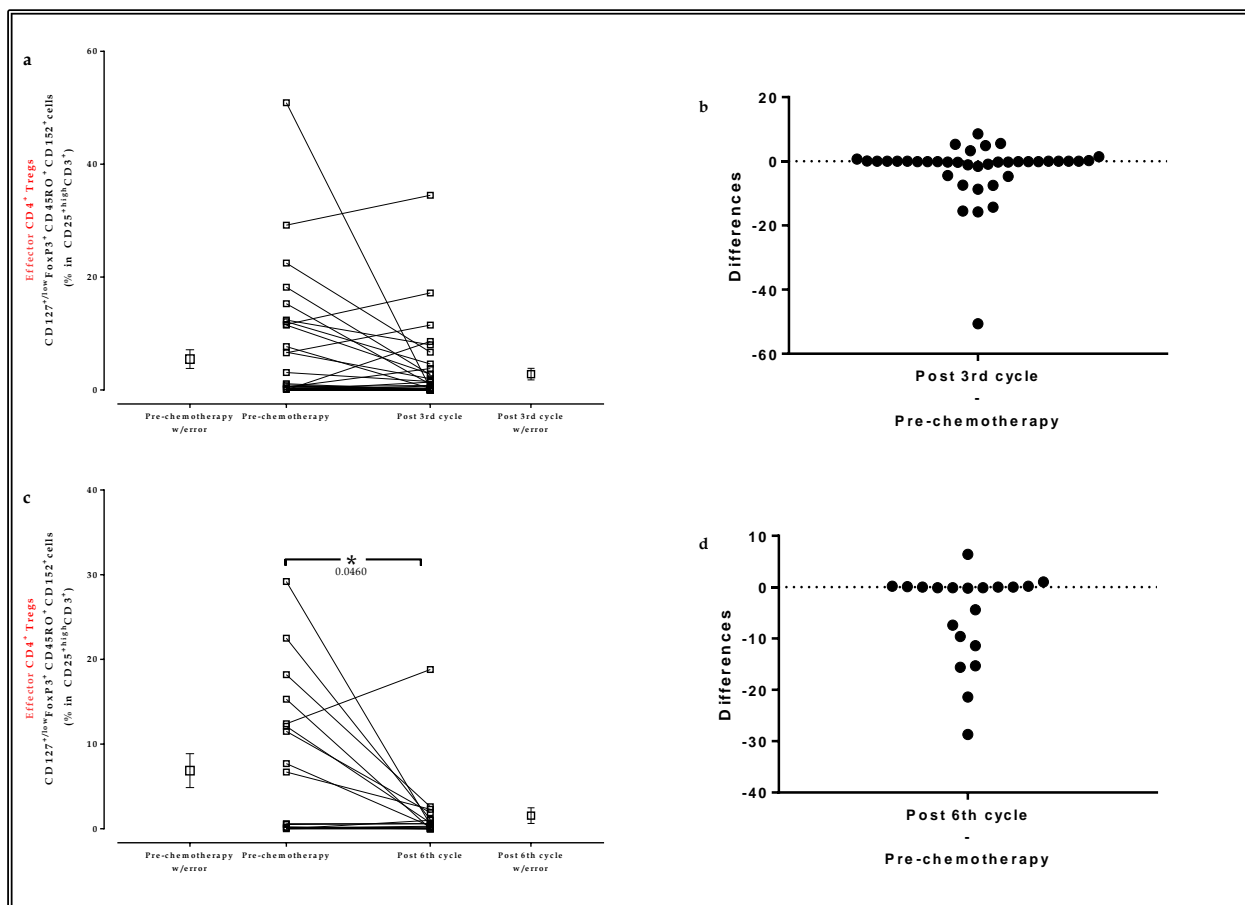 a
Effector CD4⁺ Tregs
CD127⁺/ˡᵒʷFoxP3⁺ CD45RO⁺ CD152⁺cells
(% in CD25⁺ʰⁱᵍʰCD3⁺)
60
40
20
0
Pre-chemotherapy w/error
Pre-chemotherapy
Post 3rd cycle
Post 3rd cycle w/error
b
Differences
20
0
-20
-40
-60
Post 3rd cycle
-
Pre-chemotherapy
c
Effector CD4⁺ Tregs
CD127⁺/ˡᵒʷFoxP3⁺ CD45RO⁺ CD152⁺cells
(% in CD25⁺ʰⁱᵍʰCD3⁺)
40
30
20
10
0
*
0.0460
Pre-chemotherapy w/error
Pre-chemotherapy
Post 6th cycle
Post 6th cycle w/error
d
Differences
10
0
-10
-20
-30
-40
Post 6th cycle
-
Pre-chemotherapy